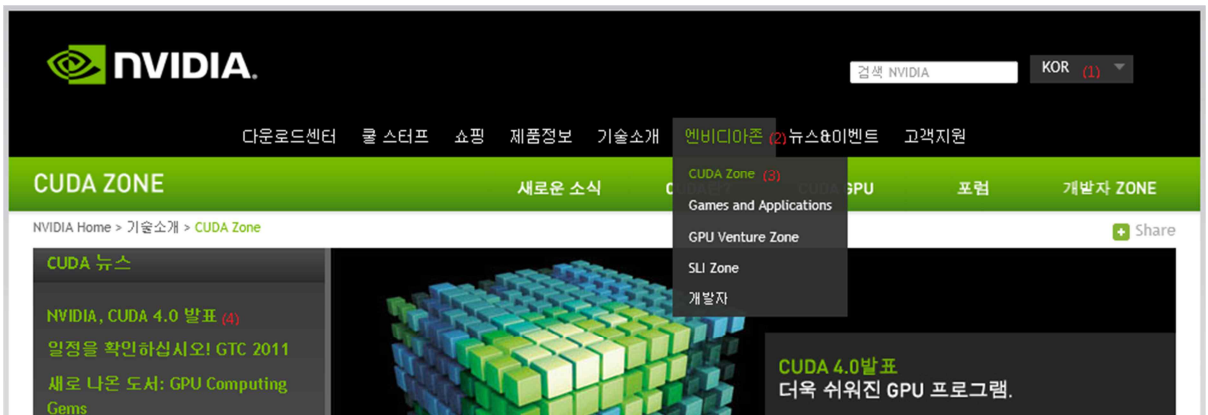 NVIDIA.
검색 NVIDIA
KOR (1)
다운로드센터 쿨 스터프 쇼핑 제품정보 기술소개 엔비디아존 (2) 뉴스&이벤트 고객지원
CUDA ZONE
새로운 소식
GPU
포럼
개발자 ZONE
CUDA Zone (3)
Games and Applications
GPU Venture Zone
SLI Zone
개발자
NVIDIA Home > 기술소개 > CUDA Zone
Share
CUDA 뉴스
NVIDIA, CUDA 4.0 발표 (4)
일정을 확인하십시오! GTC 2011
새로 나온 도서: GPU Computing
Gems
CUDA 4.0발표
더욱 쉬워진 GPU 프로그램.